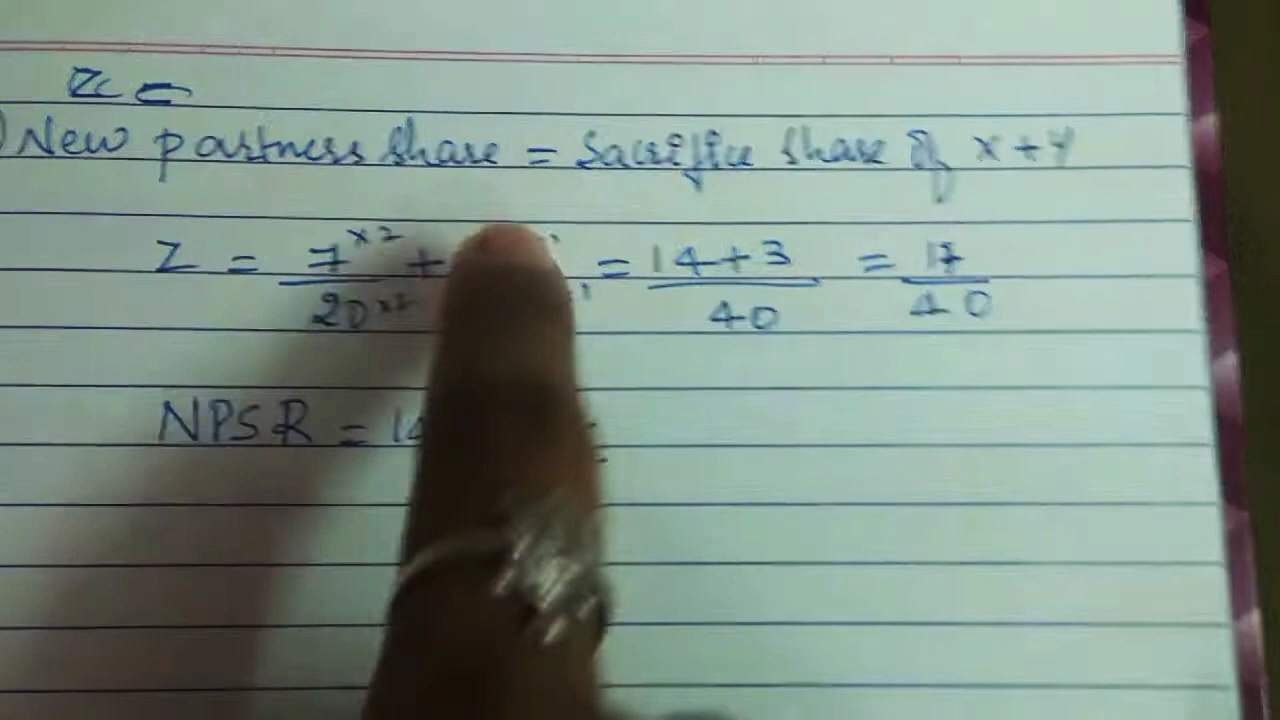 Z =
) New partners share = Sacrifice share of x + y
Z = 7 ×2 / 20 ×2 + = 14 + 3 / 40 = 17 / 40
NPSR =